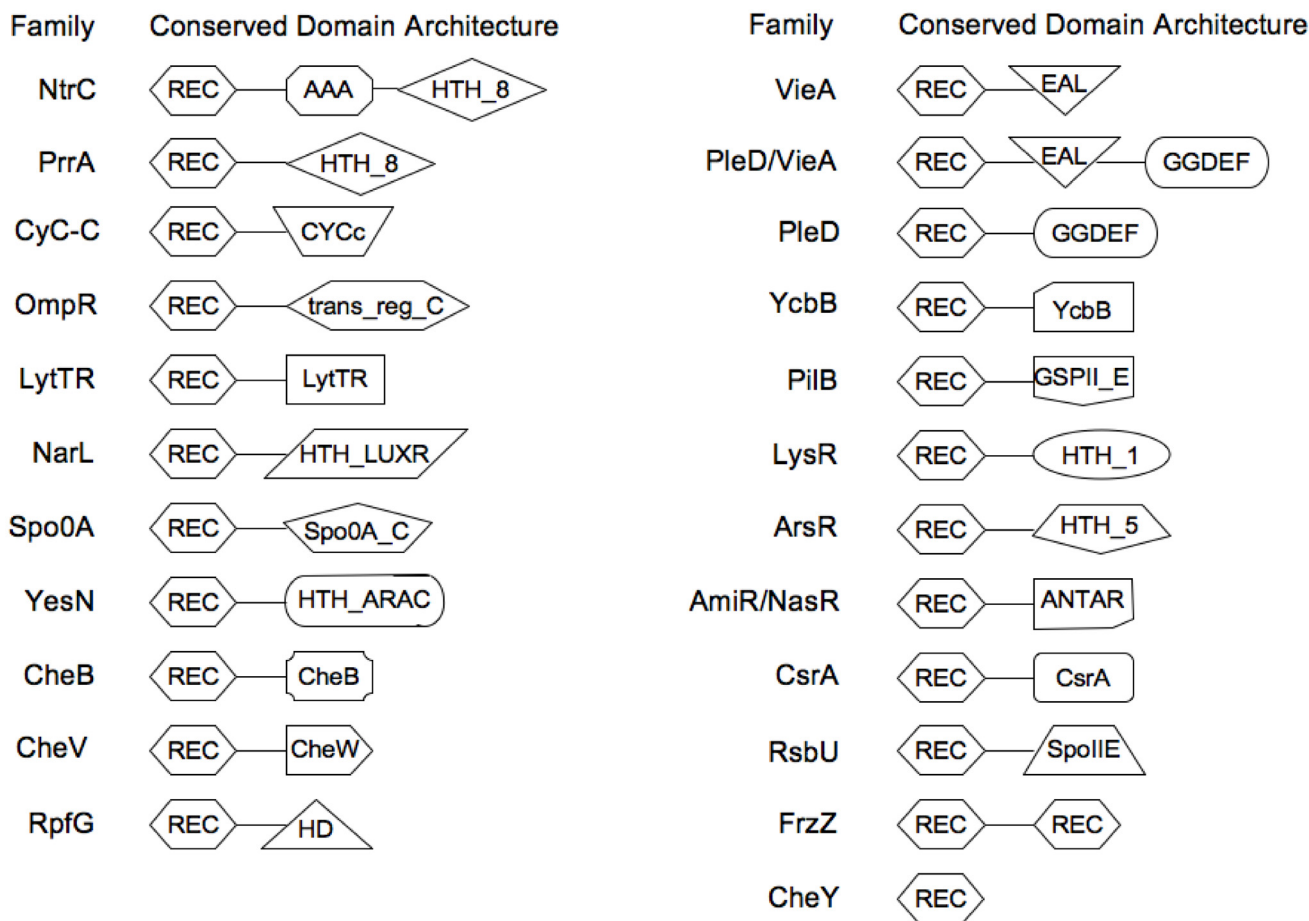 Family Conserved Domain Architecture
NtrC REC AAA HTH_8
PrrA REC HTH_8
CyC-C REC CYCc
OmpR REC trans_reg_C
LytTR REC LytTR
NarL REC HTH_LUXR
Spo0A REC Spo0A_C
YesN REC HTH_ARAC
CheB REC CheB
CheV REC CheW
RpfG REC HD
Family Conserved Domain Architecture
VieA REC EAL
PleD/VieA REC EAL GGDEF
PleD REC GGDEF
YcbB REC YcbB
PilB REC GSPII_E
LysR REC HTH_1
ArsR REC HTH_5
AmiR/NasR REC ANTAR
CsrA REC CsrA
RsbU REC SpoIIE
FrzZ REC REC
CheY REC